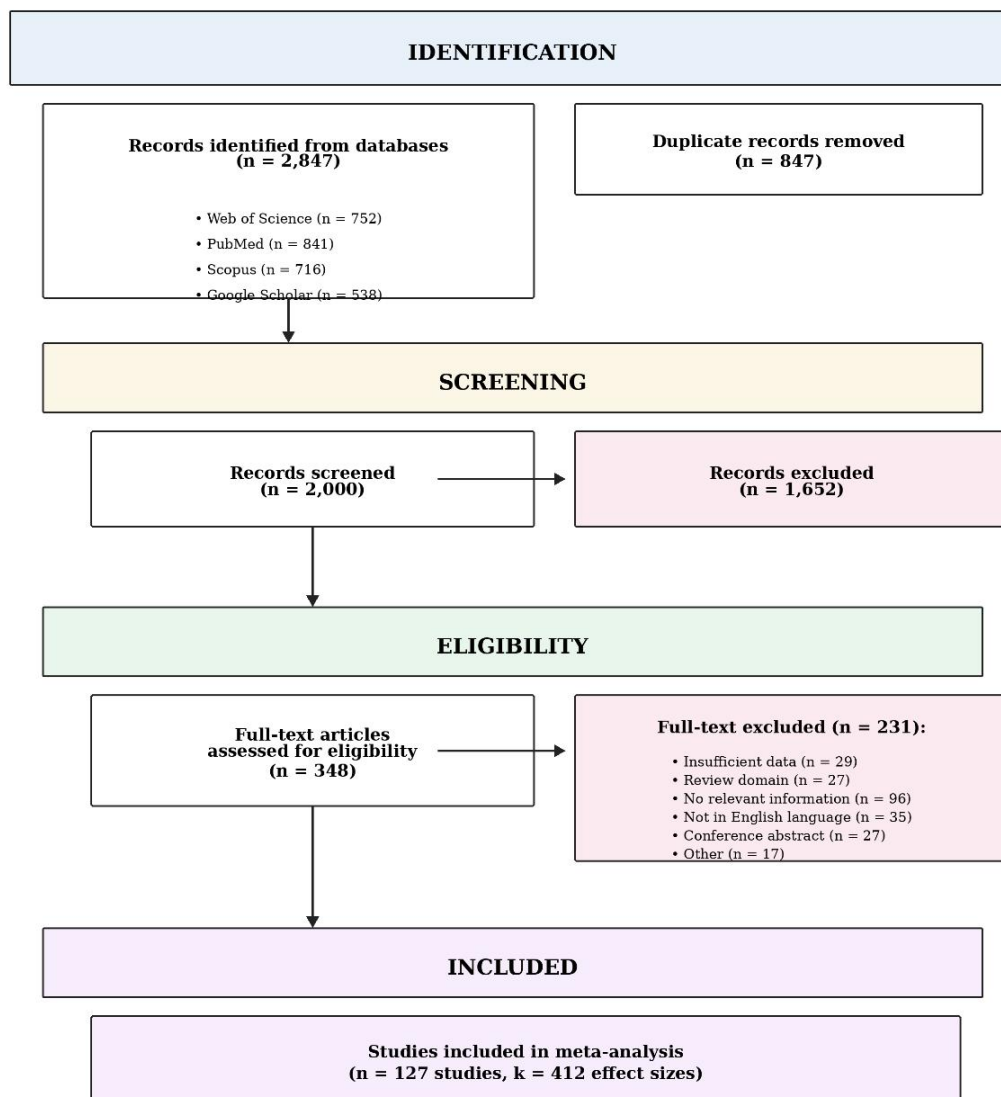 IDENTIFICATION
Records identified from databases
(n = 2,847)
• Web of Science (n = 752)
• PubMed (n = 841)
• Scopus (n = 716)
• Google Scholar (n = 538)
Duplicate records removed
(n = 847)
SCREENING
Records screened
(n = 2,000)
Records excluded
(n = 1,652)
ELIGIBILITY
Full-text articles
assessed for eligibility
(n = 348)
Full-text excluded (n = 231):
• Insufficient data (n = 29)
• Review domain (n = 27)
• No relevant information (n = 96)
• Not in English language (n = 35)
• Conference abstract (n = 27)
• Other (n = 17)
INCLUDED
Studies included in meta-analysis
(n = 127 studies, k = 412 effect sizes)